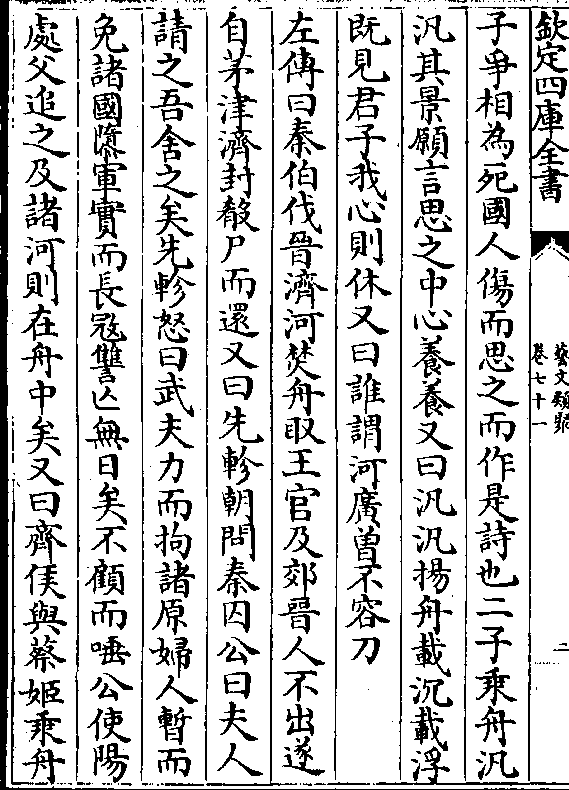 欽定四庫全書
藝文類聚
卷七十一
二
子爭相為死國人傷而思之而作是詩也二子乘舟汎
汎其景願言思之中心養養又曰汎汎揚舟載沉載浮
既見君子我心則休又曰誰謂河廣曾不容刀
左傳曰秦伯伐晉濟河焚舟取王官及郊晉人不出遂
自茅津濟封殽尸而還又曰先軫朝問秦囚公曰夫人
請之吾舍之矣先軫怒曰武夫力而拘諸原婦人暫而
免諸國隳軍實而長冦讐亡無日矣不顧而唾公使陽
處父追之及諸河則在舟中矣又曰齊侯與蔡姬乘舟